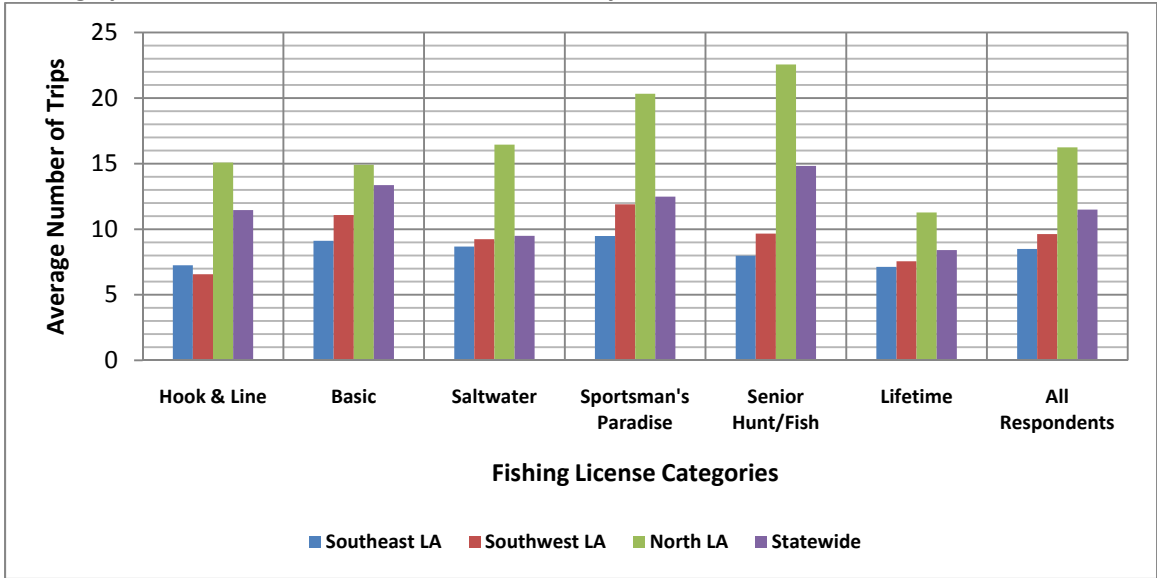 25
20
15
10
5
0
Average Number of Trips
Hook & Line Basic Saltwater Sportsman's Paradise Senior Hunt/Fish Lifetime All Respondents
Fishing License Categories
Southeast LA Southwest LA North LA Statewide